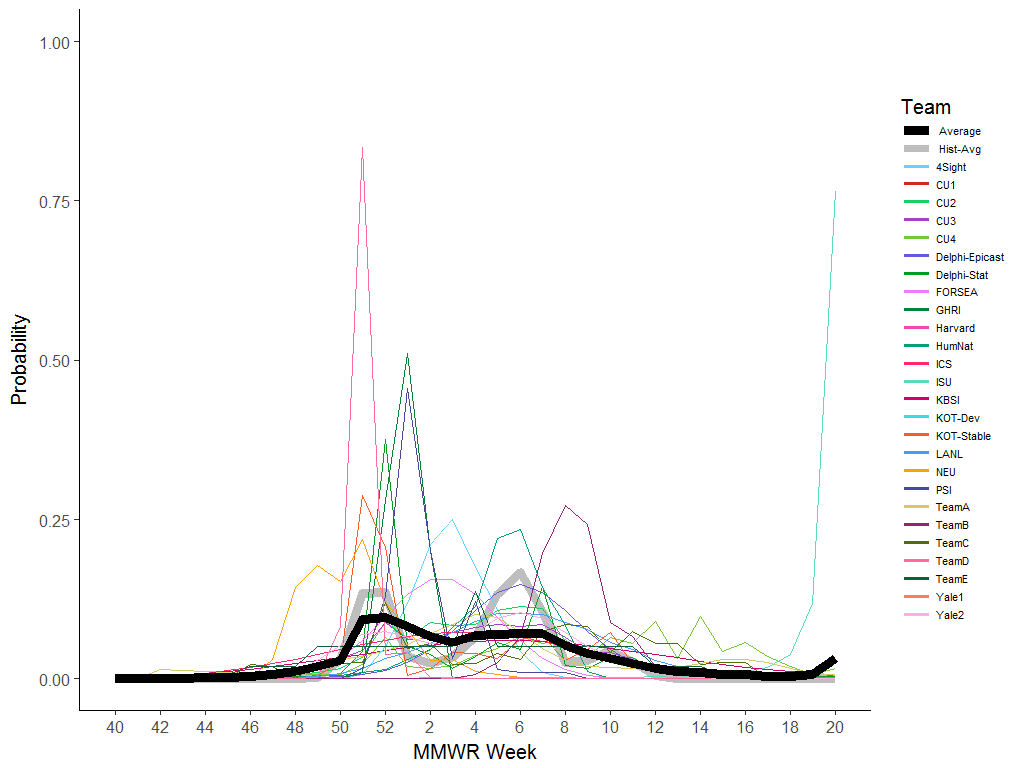 1.00
0.75
0.50
0.25
0.00
Probability
40 42 44 46 48 50 52 2 4 6 8 10 12 14 16 18 20
MMWR Week
Team
Average
Hist-Avg
4Sight
CU1
CU2
CU3
CU4
Delphi-Epicast
Delphi-Stat
FORSEA
GHRI
Harvard
HumNat
ICS
ISU
KBSI
KOT-Dev
KOT-Stable
LANL
NEU
PSI
TeamA
TeamB
TeamC
TeamD
TeamE
Yale1
Yale2